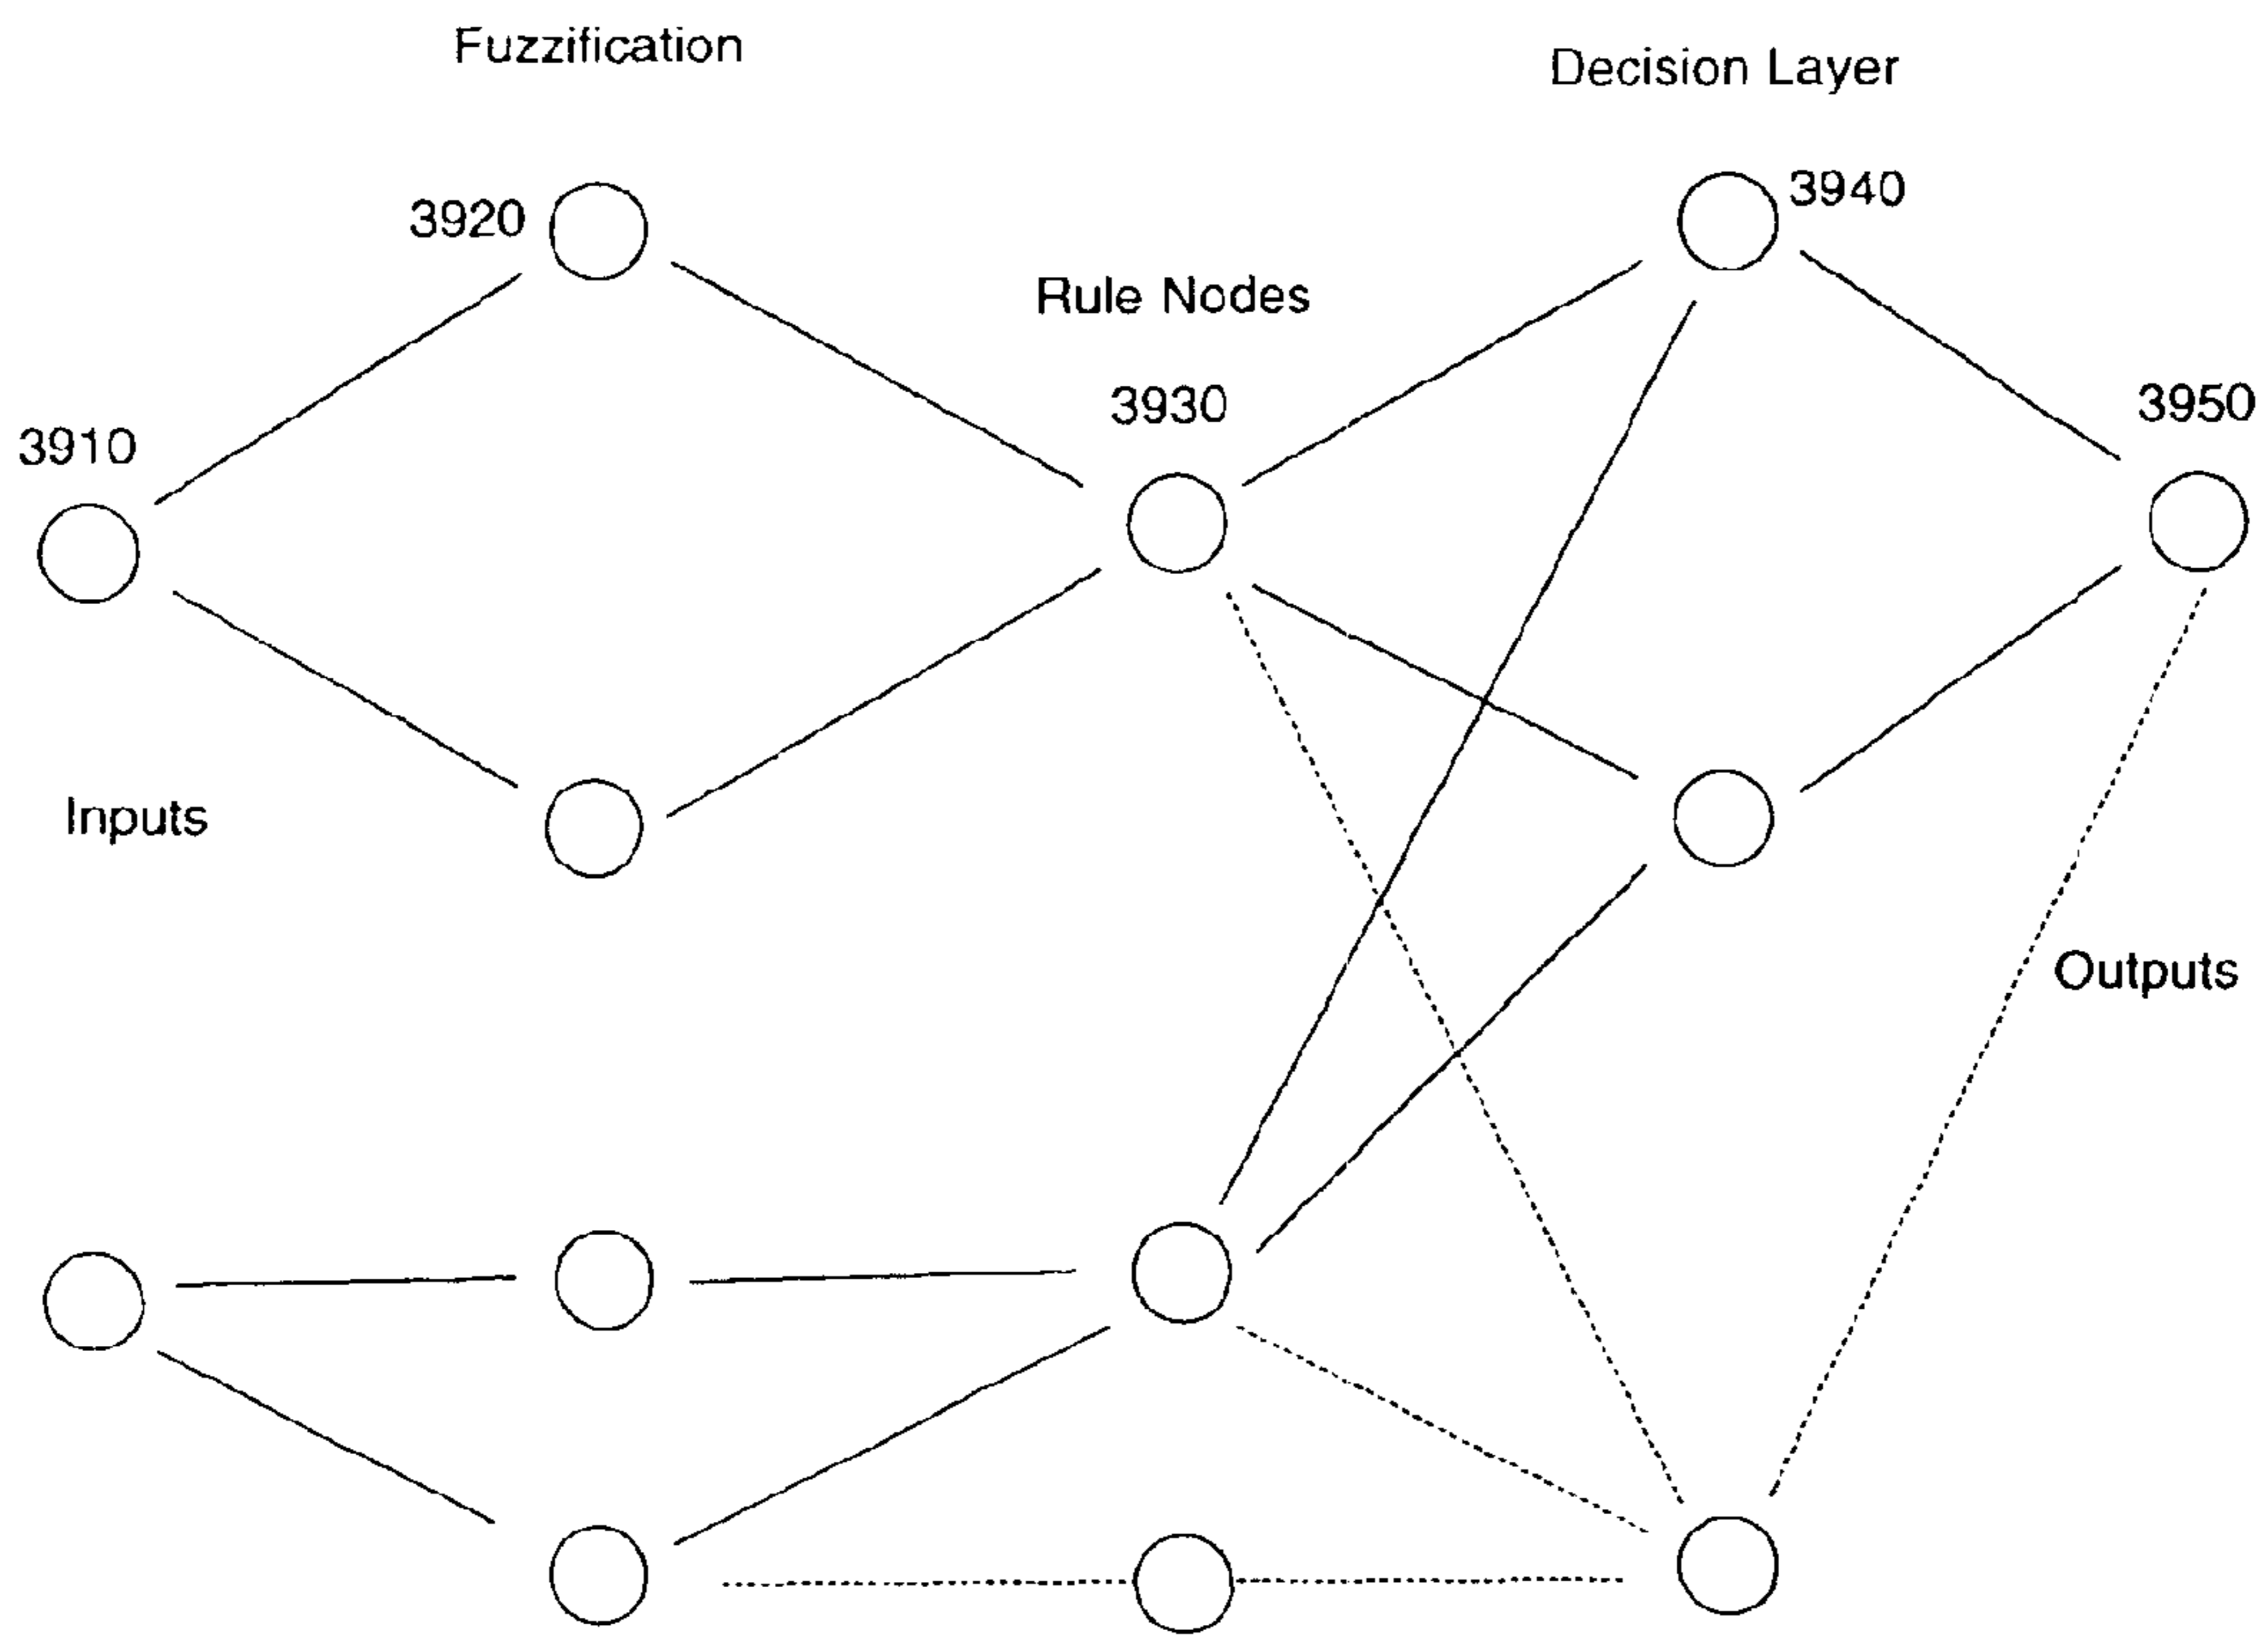 Fuzzification
Decision Layer
3920
3940
Rule Nodes
3930
3950
3910
Inputs
Outputs